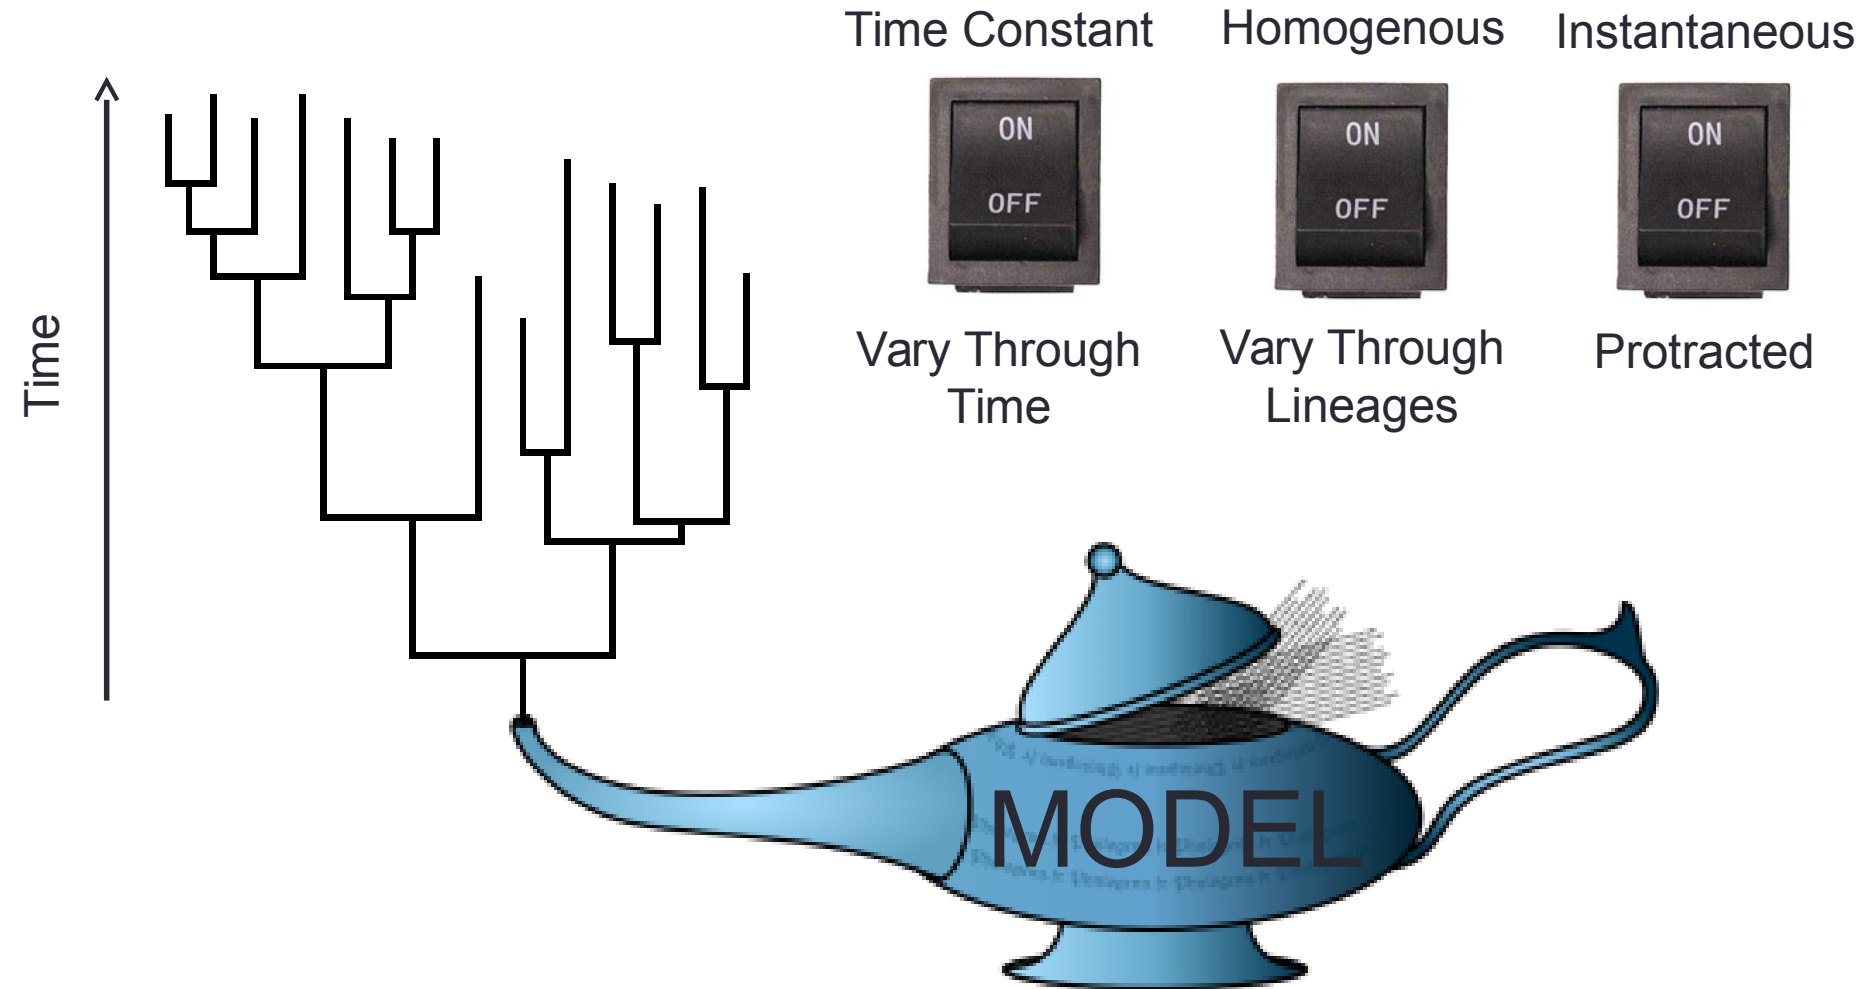 Time Constant
Homogenous
Instantaneous
ON
OFF
ON
OFF
ON
OFF
Vary Through
Time
Vary Through
Lineages
Protracted
Time
MODEL